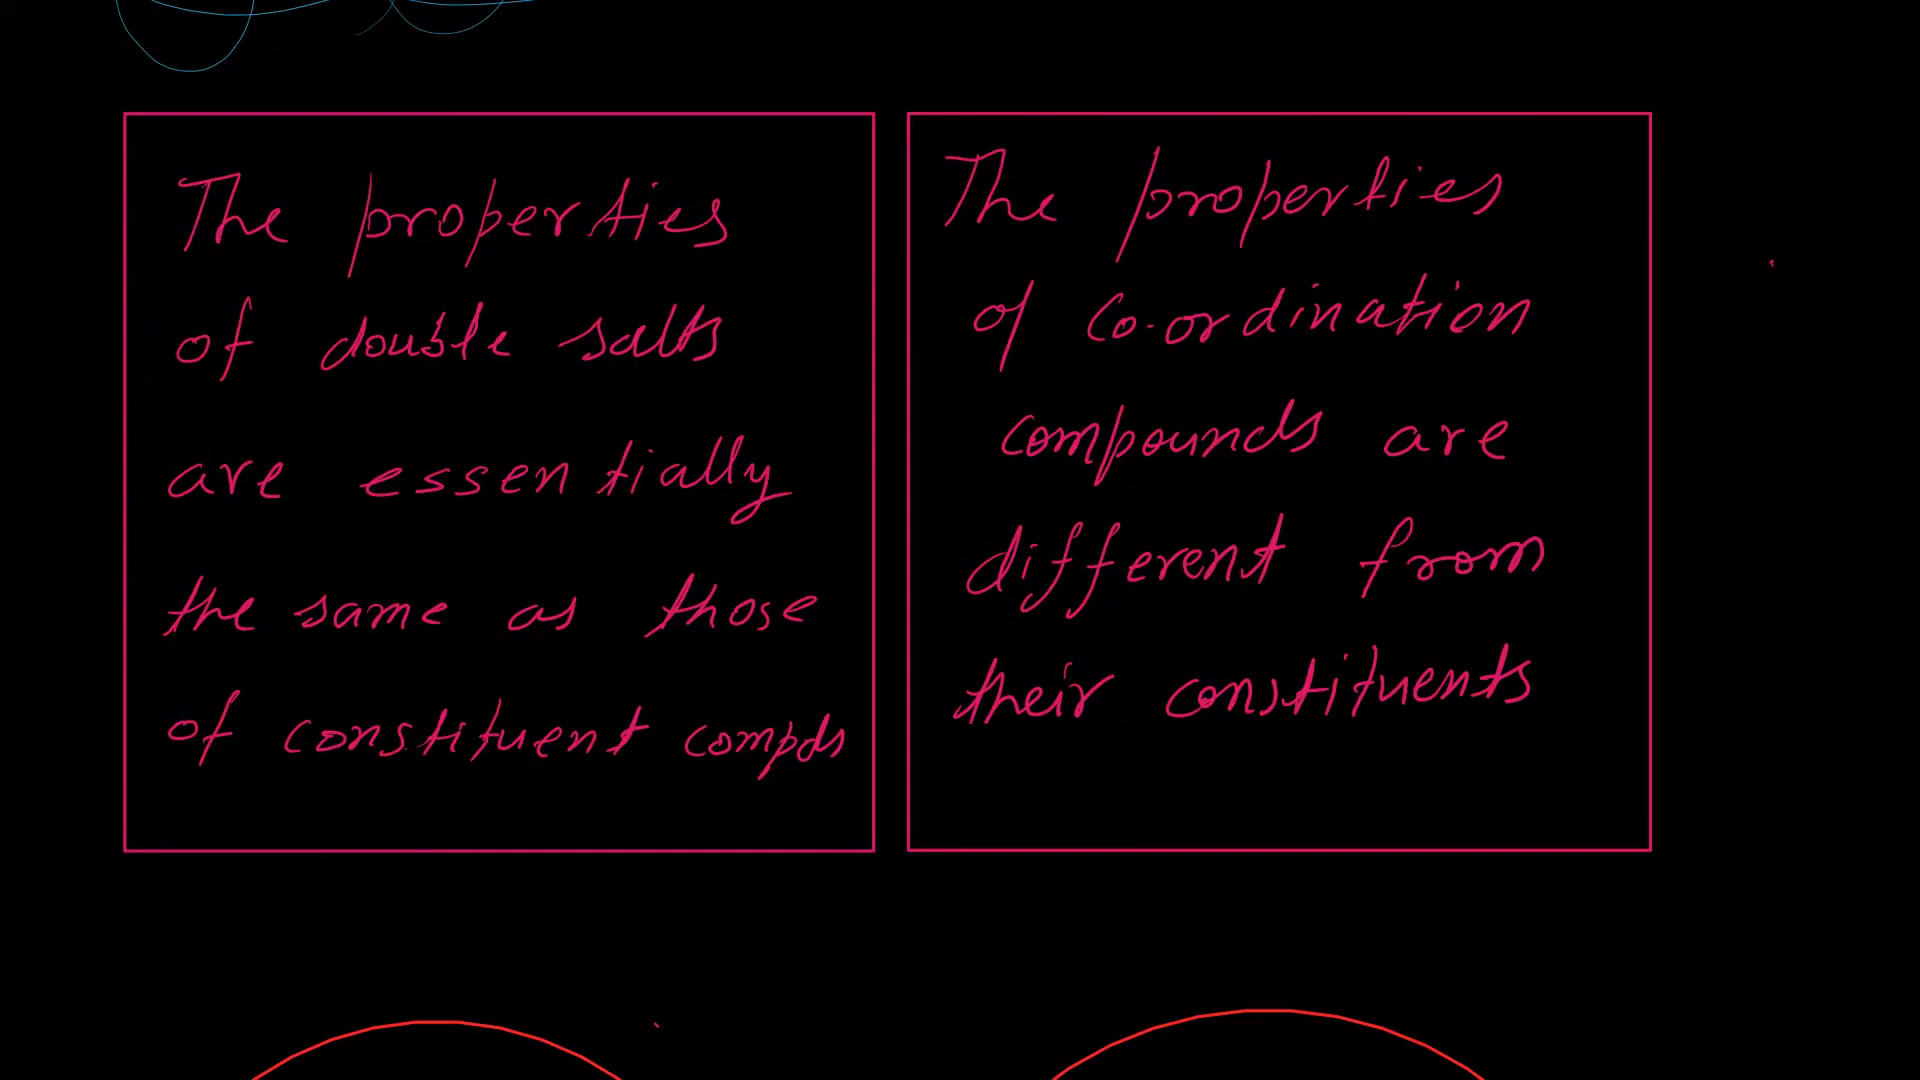 The properties
of double salts
are essentially
the same as those
of constituent compds
The properties
of Co-ordination
compounds are
different from
their constituents